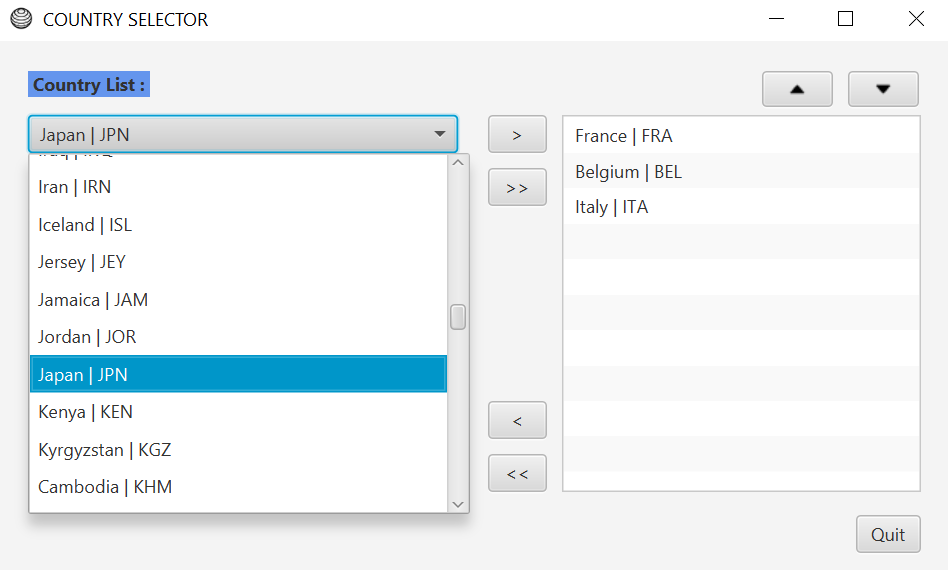 COUNTRY SELECTOR
Country List :
Japan | JPN
Iran | IRN
Iceland | ISL
Jersey | JEY
Jamaica | JAM
Jordan | JOR
Japan | JPN
Kenya | KEN
Kyrgyzstan | KGZ
Cambodia | KHM
>
>>
<
<<
France | FRA
Belgium | BEL
Italy | ITA
Quit